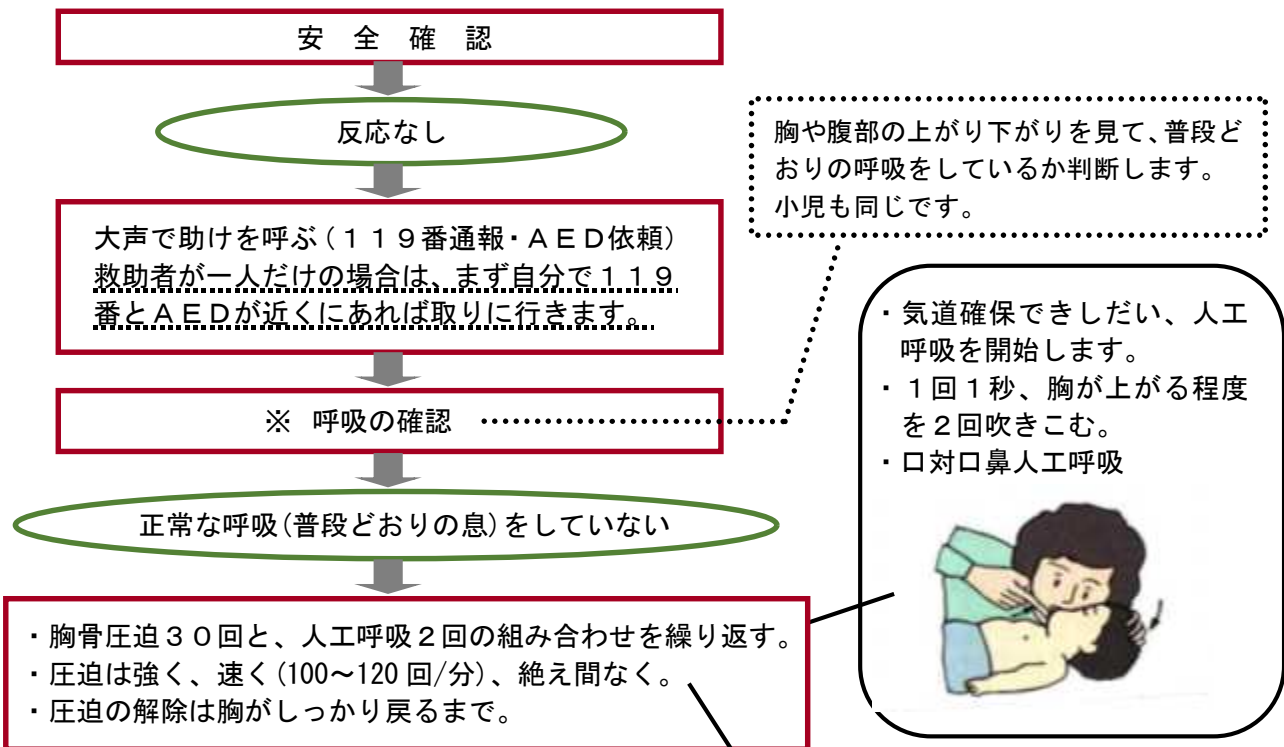 安 全 確 認
反応なし
胸や腹部の上がり下がりを見て、普段ど
おりの呼吸をしているか判断します。
小児も同じです。
大声で助けを呼ぶ(119番通報・AED依頼)
救助者が一人だけの場合は、まず自分で119
番とAEDが近くにあれば取りに行きます。
※ 呼吸の確認
正常な呼吸(普段どおりの息)をしていない
・胸骨圧迫30回と、人工呼吸2回の組み合わせを繰り返す。
・圧迫は強く、速く(100～120 回/分)、絶え間なく。
・圧迫の解除は胸がしっかり戻るまで。
・気道確保できしだい、人工
呼吸を開始します。
・1回1秒、胸が上がる程度
を2回吹きこむ。
・口対口鼻人工呼吸